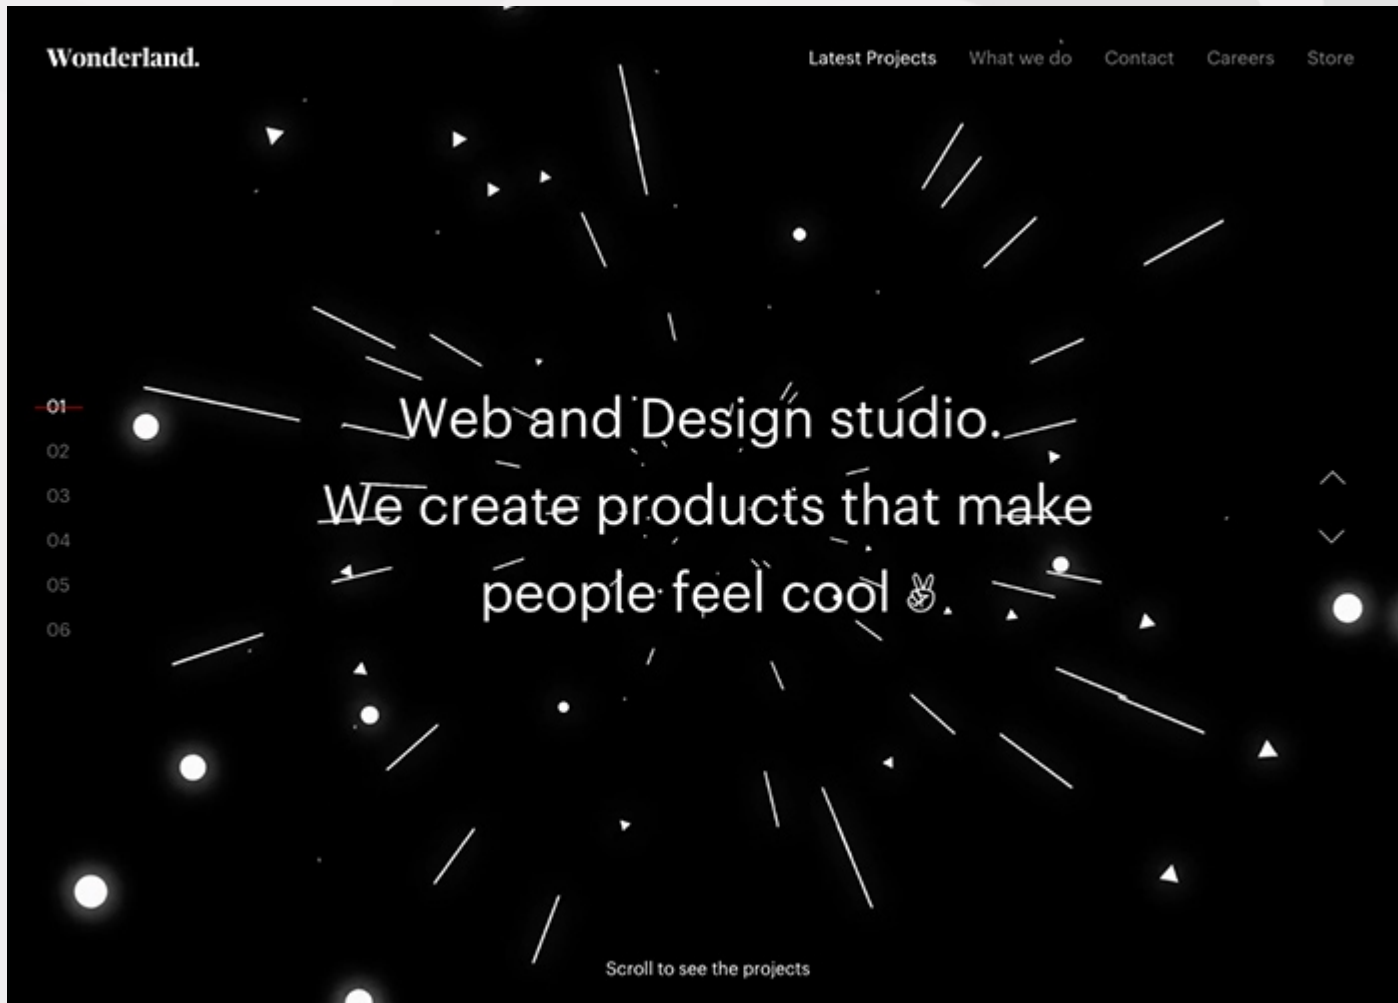 Wonderland.
Latest Projects What we do Contact Careers Store
Web and Design studio.
We create products that make
people feel cool ✌.
01
02
03
04
05
06
Scroll to see the projects